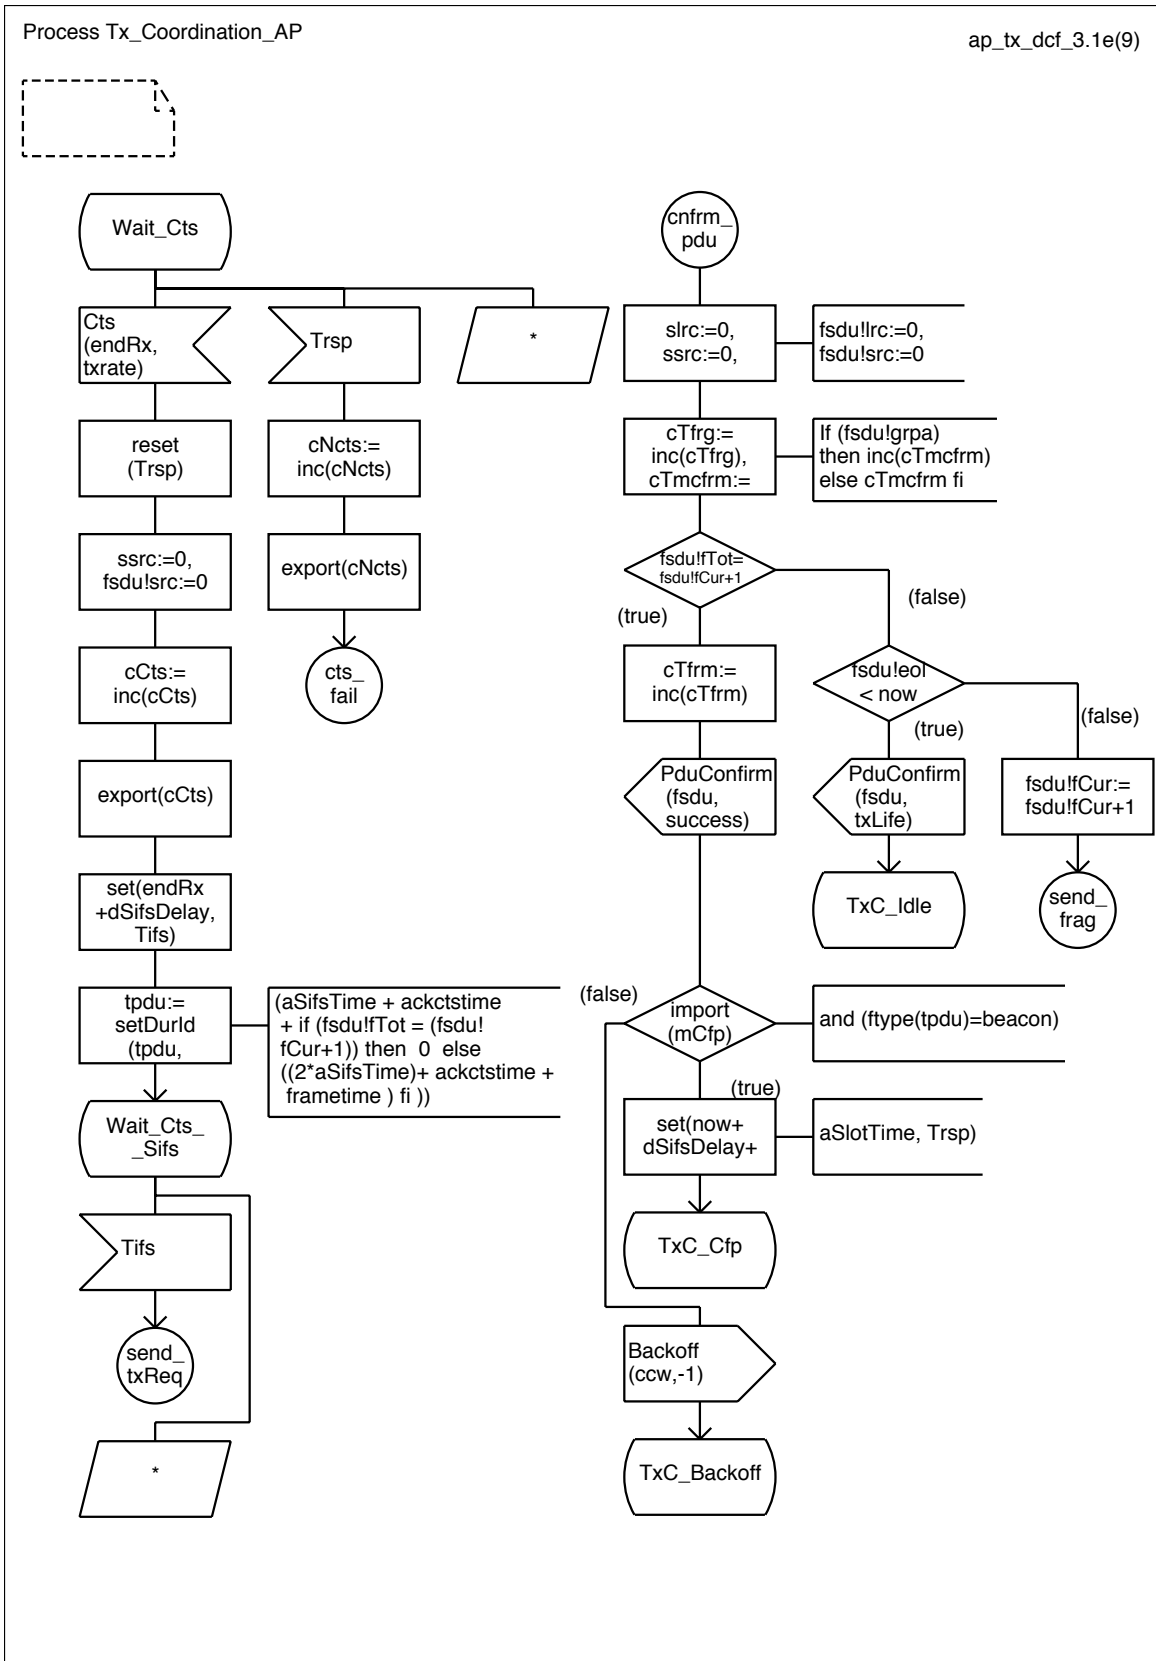 Process Tx_Coordination_AP
ap_tx_dcf_3.1e(9)
Wait_Cts
Cts
(endRx,
txrate)
Trsp
*
reset
(Trsp)
cNcts:=
inc(cNcts)
ssrc:=0,
fsdu!src:=0
export(cNcts)
cCts:=
inc(cCts)
cts_
fail
export(cCts)
set(endRx
+dSifsDelay,
Tifs)
tpdu:=
setDurId
(tpdu,
(aSifsTime + ackctstime
+ if (fsdu!fTot = (fsdu!
fCur+1)) then 0 else
((2*aSifsTime)+ ackctstime +
frametime ) fi ))
Wait_Cts_
_Sifs
Tifs
send_
txReq
*
cnfrm_
pdu
slrc:=0,
ssrc:=0,
fsdu!lrc:=0,
fsdu!src:=0
cTfrg:=
inc(cTfrg),
cTmcfrm:=
If (fsdu!grpa)
then inc(cTmcfrm)
else cTmcfrm fi
fsdu!fTot=
fsdu!fCur+1
(true)
(false)
cTfrm:=
inc(cTfrm)
fsdu!eol
< now
(true)
(false)
PduConfirm
(fsdu,
success)
PduConfirm
(fsdu,
txLife)
fsdu!fCur:=
fsdu!fCur+1
TxC_Idle
send_
frag
(false)
import
(mCfp)
and (ftype(tpdu)=beacon)
(true)
set(now+
dSifsDelay+
aSlotTime, Trsp)
TxC_Cfp
Backoff
(ccw,-1)
TxC_Backoff